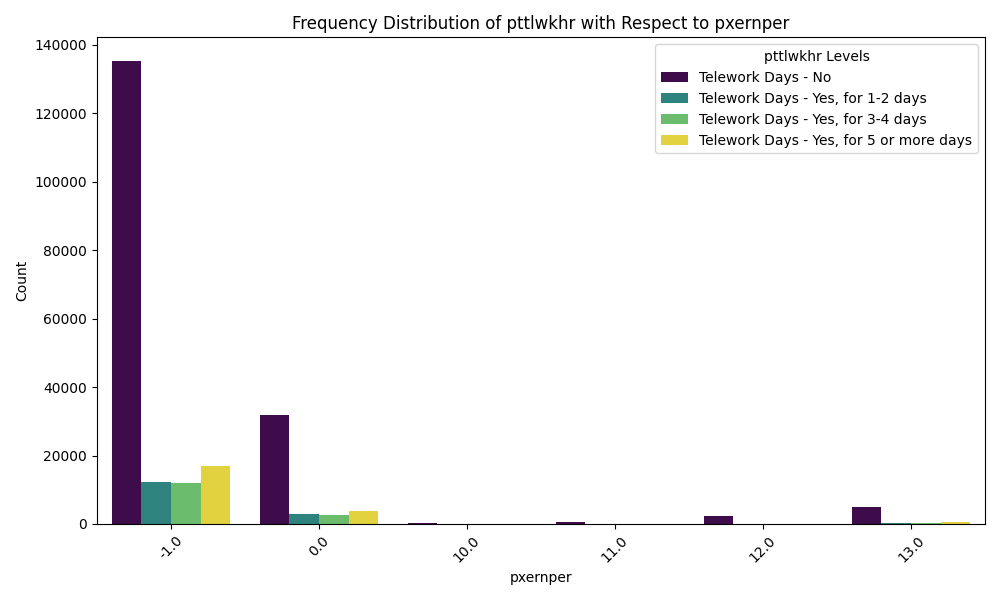 Frequency Distribution of pttlwkhr with Respect to pxernper
140000
120000
100000
80000
60000
40000
20000
0
Count
pttlwkhr Levels
Telework Days - No
Telework Days - Yes, for 1-2 days
Telework Days - Yes, for 3-4 days
Telework Days - Yes, for 5 or more days
-1.0
0.0
10.0
11.0
12.0
13.0
pxernper